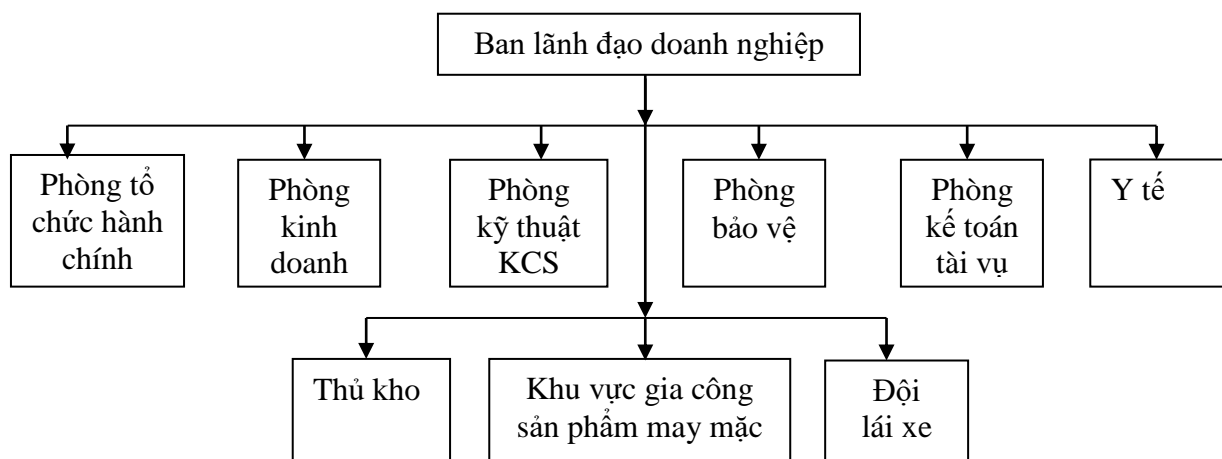 Ban lãnh đạo doanh nghiệp
Phòng tổ
chức hành
chính
Phòng
kinh
doanh
Phòng
kỹ thuật
KCS
Phòng
bảo vệ
Phòng
kế toán
tài vụ
Y tế
Thủ kho
Khu vực gia công
sản phẩm may mặc
Đội
lái xe